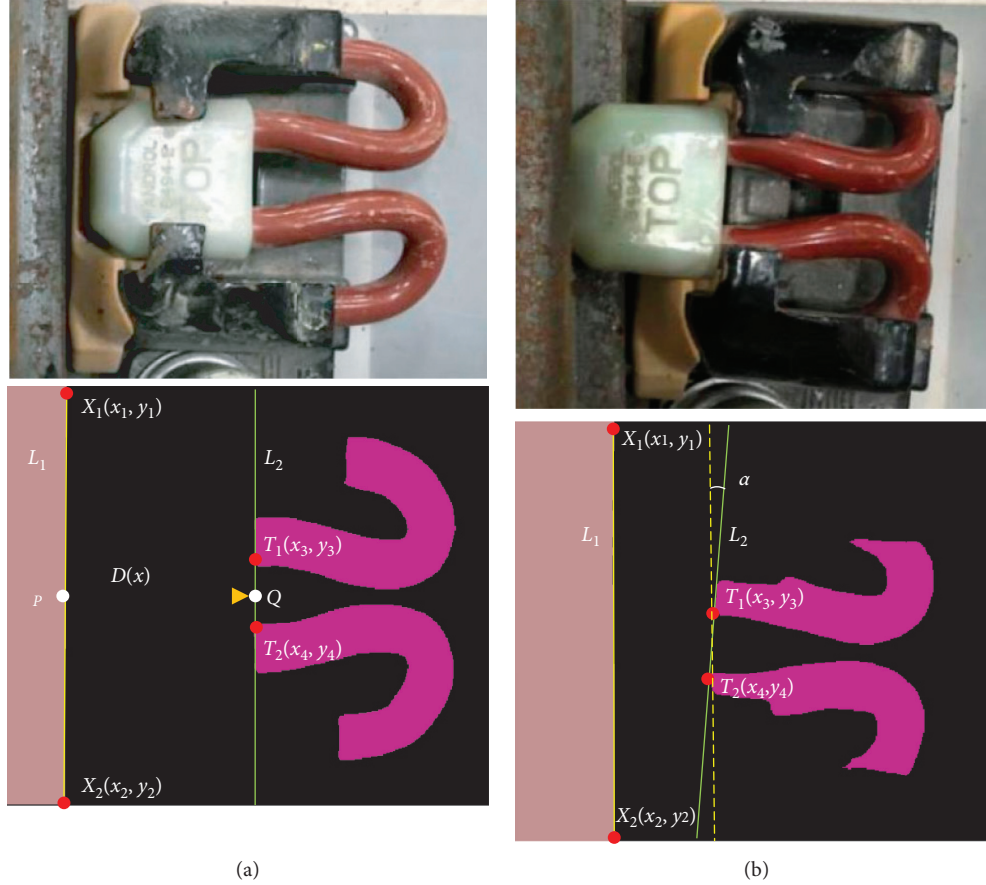 TOP
TOP
X1(x1, y1)
L1
L2
T1(x3, y3)
D(x)
P
Q
T2(x4, y4)
X2(x2, y2)
(a)
X1(x1, y1)
α
L1
L2
T1(x3, y3)
T2(x4,y4)
X2(x2, y2)
(b)